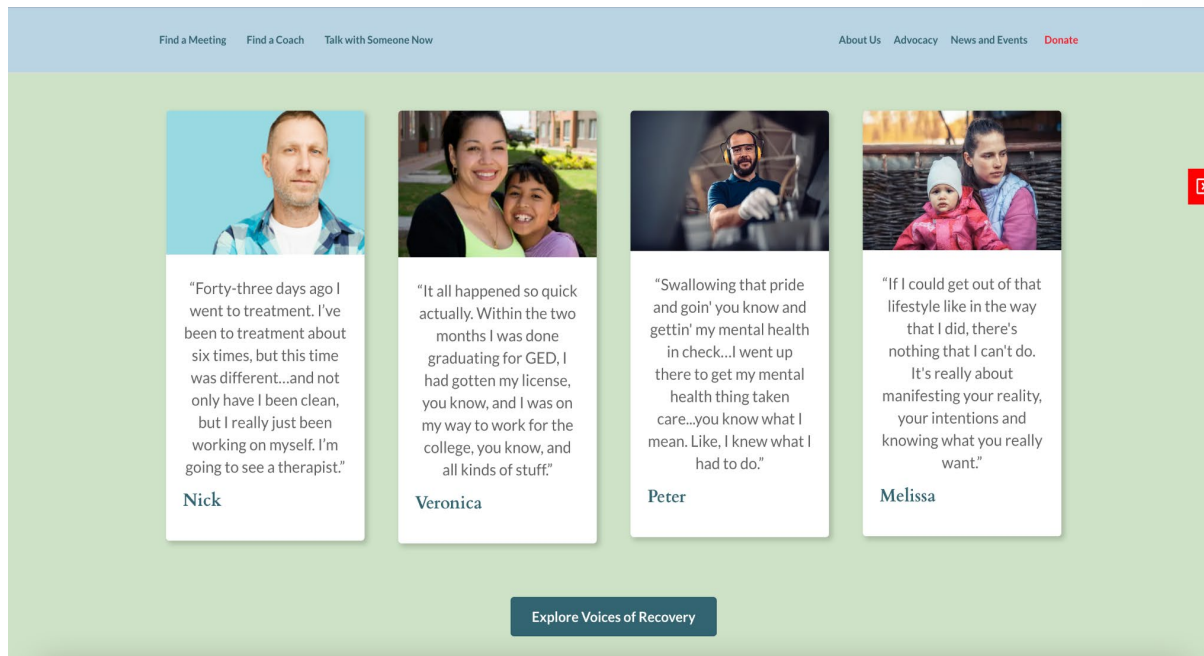 Find a Meeting Find a Coach Talk with Someone Now About Us Advocacy News and Events Donate
“Forty-three days ago I
went to treatment. I’ve
been to treatment about
six times, but this time
was different…and not
only have I been clean,
but I really just been
working on myself. I’m
going to see a therapist.”
Nick
“It all happened so quick
actually. Within the two
months I was done
graduating for GED, I
had gotten my license,
you know, and I was on
my way to work for the
college, you know, and
all kinds of stuff.”
Veronica
“Swallowing that pride
and goin' you know and
gettin' my mental health
in check…I went up
there to get my mental
health thing taken
care...you know what I
mean. Like, I knew what I
had to do.”
Peter
“If I could get out of that
lifestyle like in the way
that I did, there's
nothing that I can't do.
It's really about
manifesting your reality,
your intentions and
knowing what you really
want.”
Melissa
Explore Voices of Recovery